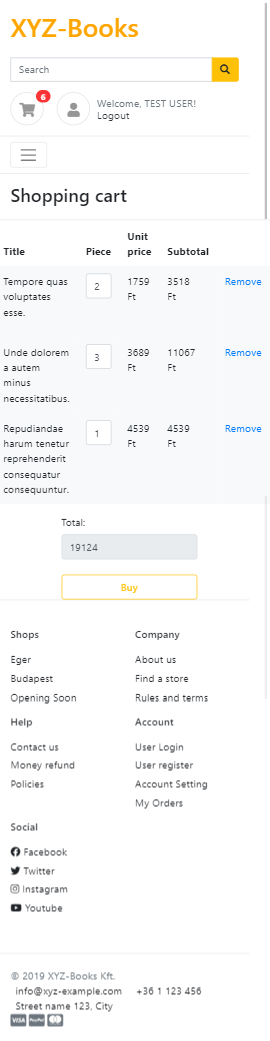 XYZ-Books
Search
6
Welcome, TEST USER!
Logout
Shopping cart
Title Piece Unit price Subtotal
Tempore quas voluptates esse. 2 1759 Ft 3518 Ft Remove
Unde dolorem a autem minus necessitatibus. 3 3689 Ft 11067 Ft Remove
Repudiandae harum tenetur reprehenderit consequatur consequuntur. 1 4539 Ft 4539 Ft Remove
Total:
19124
Buy
Shops
Eger
Budapest
Opening Soon
Company
About us
Find a store
Rules and terms
Help
Contact us
Money refund
Policies
Account
User Login
User register
Account Setting
My Orders
Social
Facebook
Twitter
Instagram
Youtube
© 2019 XYZ-Books Kft.
info@xyz-example.com +36 1 123 456
Street name 123, City
VISA PayPal